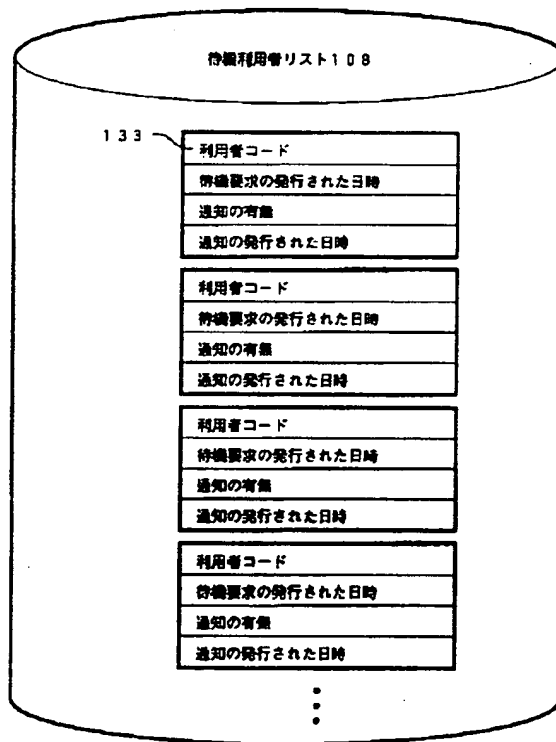 待機利用者リスト108
133
利用者コード
待機要求の発行された日時
通知の有無
通知の発行された日時
利用者コード
待機要求の発行された日時
通知の有無
通知の発行された日時
利用者コード
待機要求の発行された日時
通知の有無
通知の発行された日時
利用者コード
待機要求の発行された日時
通知の有無
通知の発行された日時